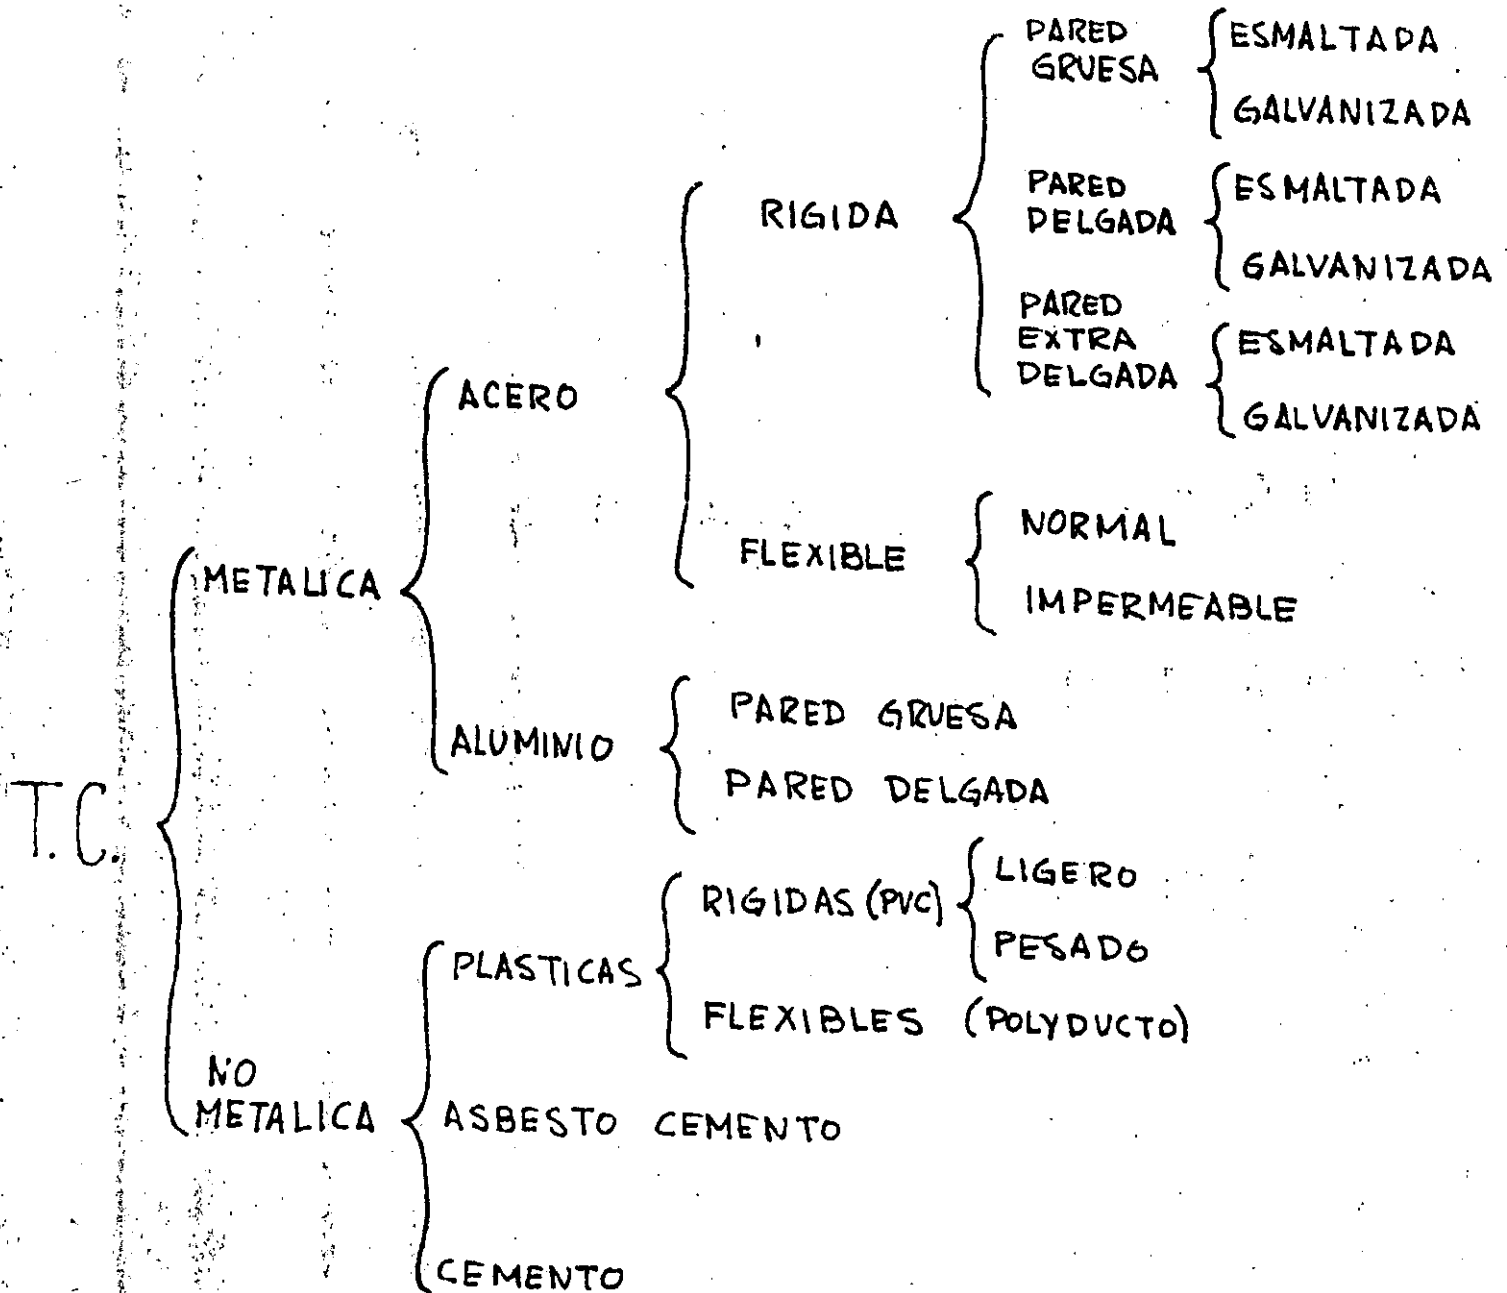 PARED
GRUESA
ESMALTADA
GALVANIZADA
RIGIDA
PARED
DELGADA
ESMALTADA
GALVANIZADA
PARED
EXTRA
DELGADA
ESMALTADA
GALVANIZADA
ACERO
FLEXIBLE
NORMAL
IMPERMEABLE
METALICA
ALUMINIO
PARED GRUESA
PARED DELGADA
T.C.
RIGIDAS (PVC)
LIGERO
PESADO
PLASTICAS
FLEXIBLES (POLYDUCTO)
NO
METALICA
ASBESTO CEMENTO
CEMENTO